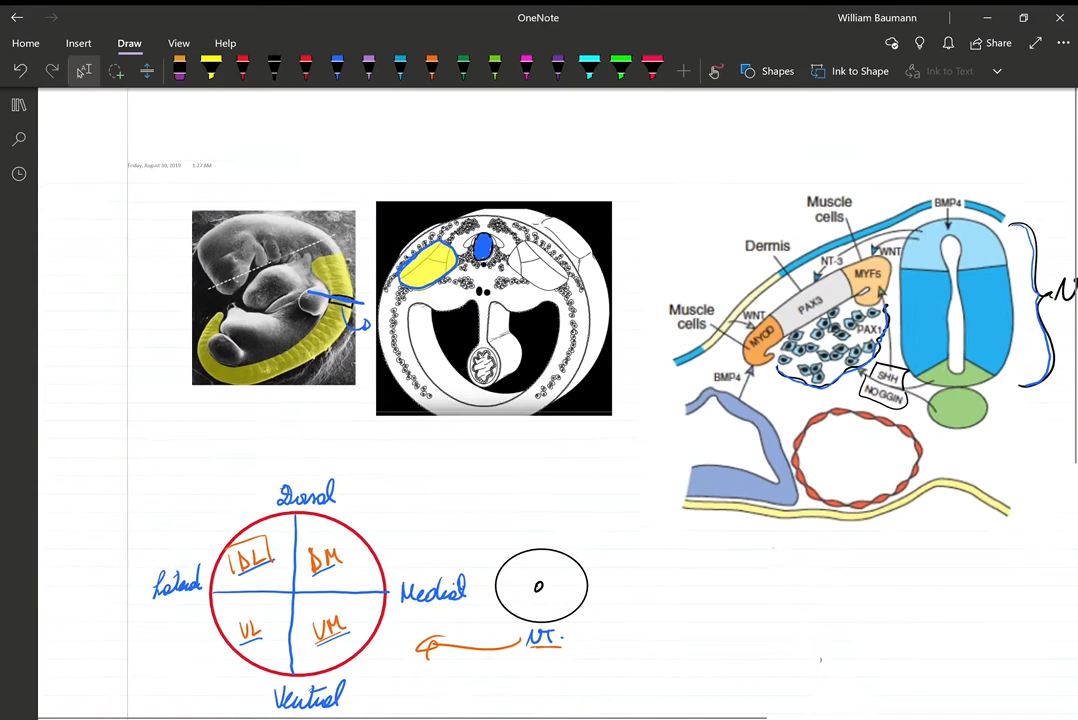 OneNote
William Baumann
Home
Insert
Draw
View
Help
Share
Shapes
Ink to Shape
Ink to Text
Friday, August 30, 2019
1:27 AM
Muscle
cells
BMP4
Dermis
NT-3
WNT
MYF5
PAX3
Muscle
cells
WNT
MYOD
PAX1
BMP4
SHH
NOGGIN
N
Dorsal
DL
DM
Lateral
Medial
VL
VM
Ventral
NT.